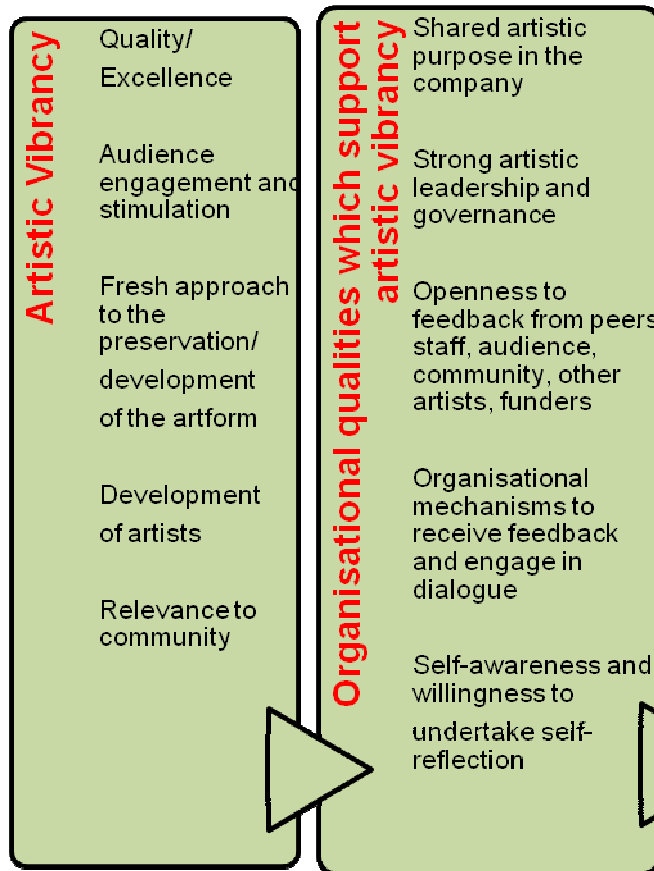 Artistic Vibrancy
Quality/
Excellence
Audience
engagement and
stimulation
Fresh approach
to the
preservation/
development
of the artform
Development
of artists
Relevance to
community
Organisational qualities which support
artistic vibrancy
Shared artistic
purpose in the
company
Strong artistic
leadership and
governance
Openness to
feedback from peers
staff, audience,
community, other
artists, funders
Organisational
mechanisms to
receive feedback
and engage in
dialogue
Self-awareness and
willingness to
undertake self-
reflection